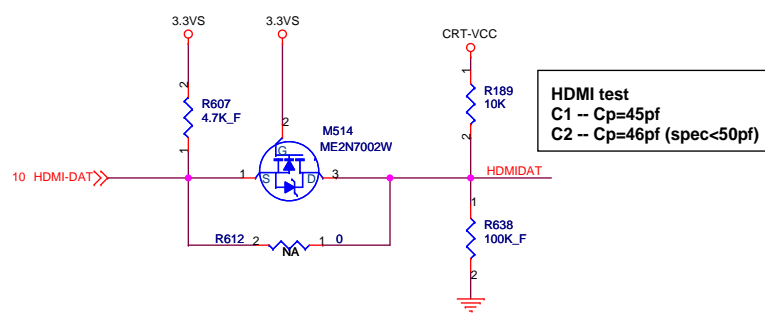 3.3VS
3.3VS
CRT-VCC
2
R607
4.7K_F
1
2
M514
ME2N7002W
G
S
D
1
R189
10K
2
HDMI test
C1 -- Cp=45pf
C2 -- Cp=46pf (spec<50pf)
10 HDMI-DAT
1
3
HDMIDAT
R612
2
1
0
NA
1
R638
100K_F
2